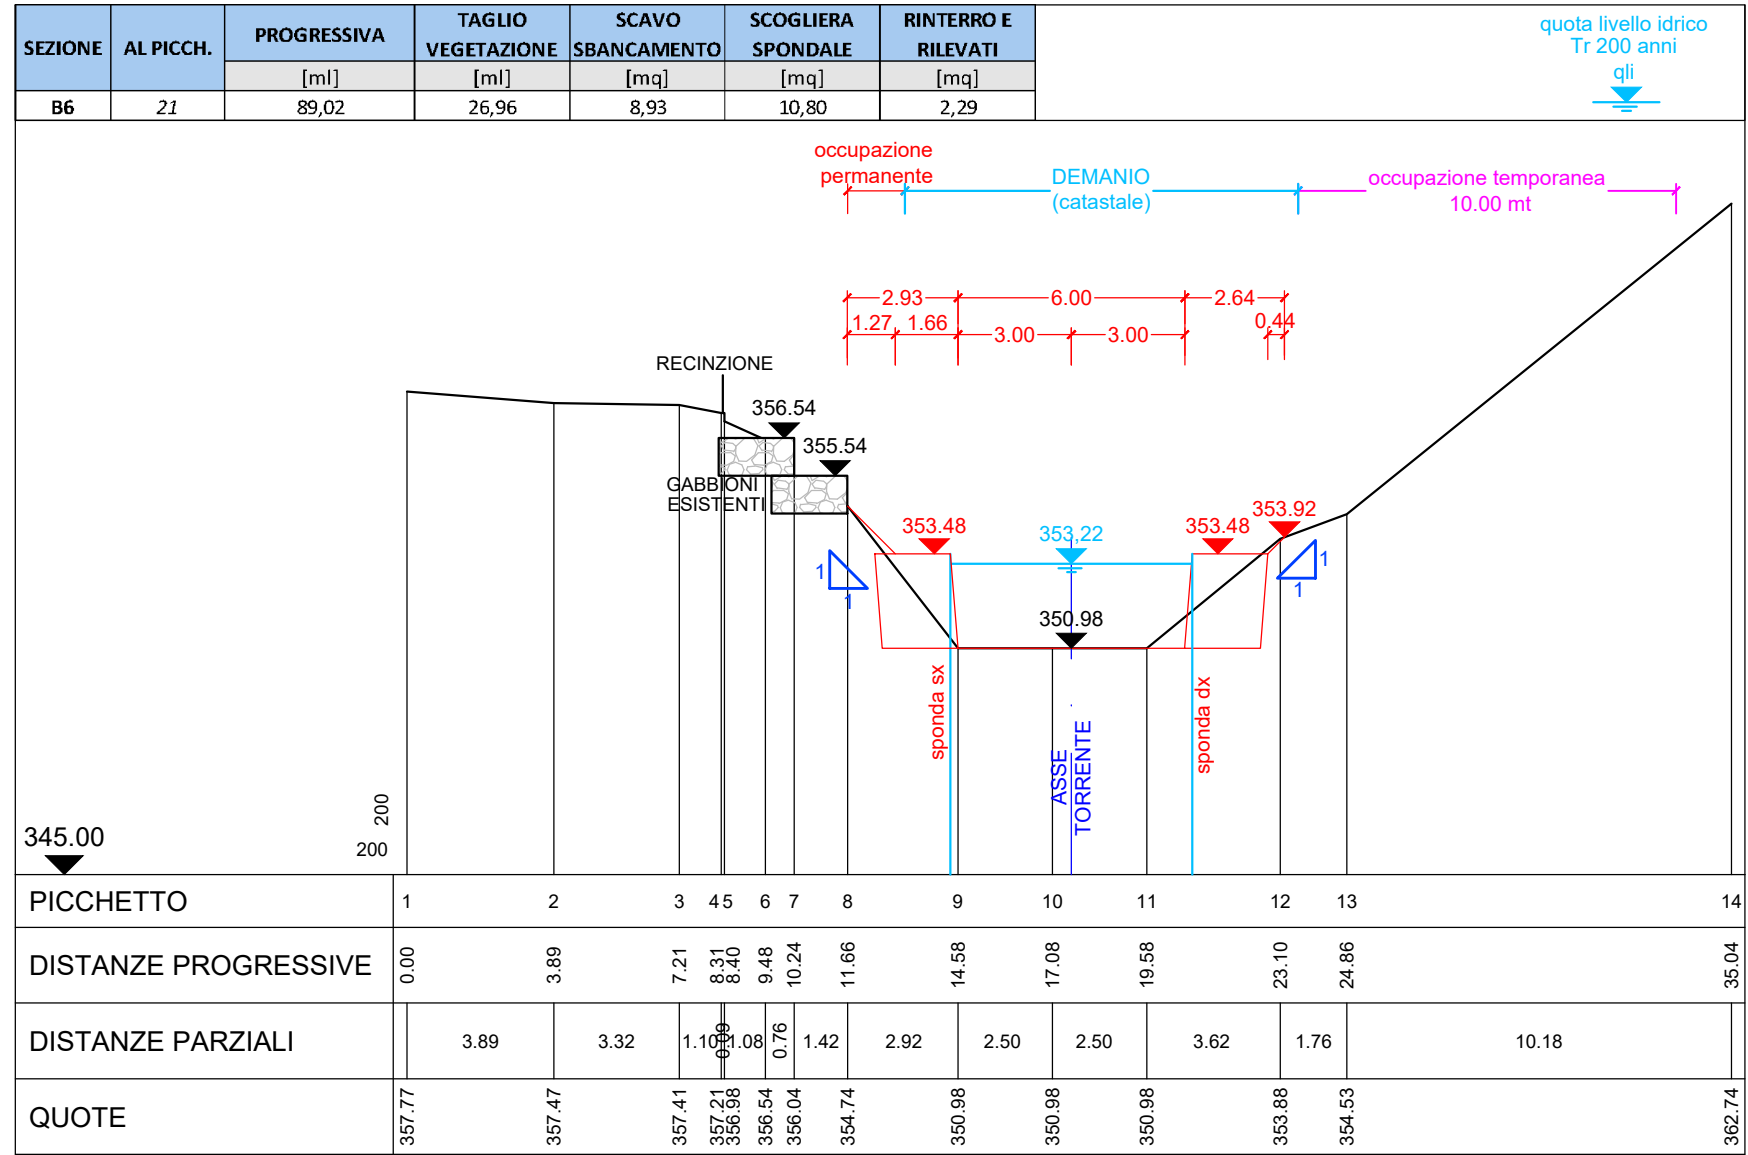 SEZIONE AL PICCH. PROGRESSIVA TAGLIO VEGETAZIONE SCAVO SBANCAMENTO SCOGLIERA SPONDALE RINTERRO E RILEVATI
[ml] [ml] [mq] [mq] [mq]
B6 21 89,02 26,96 8,93 10,80 2,29
quota livello idrico
Tr 200 anni
qli
occupazione
permanente
DEMANIO
(catastale)
occupazione temporanea
10.00 mt
2.93 6.00 2.64
1.27 1.66 3.00 3.00 0.44
RECINZIONE
356.54
355.54
GABBIONI
ESISTENTI
353.48
353,22
353.48
353.92
1
1
1
1
350.98
sponda sx
ASSE
TORRENTE
sponda dx
200
200
345.00
PICCHETTO 1 2 3 4 5 6 7 8 9 10 11 12 13 14
DISTANZE PROGRESSIVE 0.00 3.89 7.21 8.31 8.40 9.48 10.24 11.66 14.58 17.08 19.58 23.10 24.86 35.04
DISTANZE PARZIALI 3.89 3.32 1.10 0.09 1.08 0.76 1.42 2.92 2.50 2.50 3.62 1.76 10.18
QUOTE 357.77 357.47 357.41 357.21 356.98 356.54 356.04 354.74 350.98 350.98 350.98 353.88 354.53 362.74